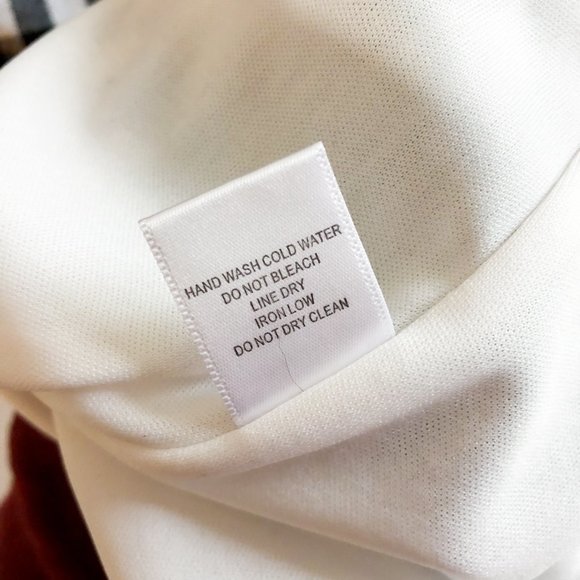 HAND WASH COLD WATER
DO NOT BLEACH
LINE DRY
IRON LOW
DO NOT DRY CLEAN